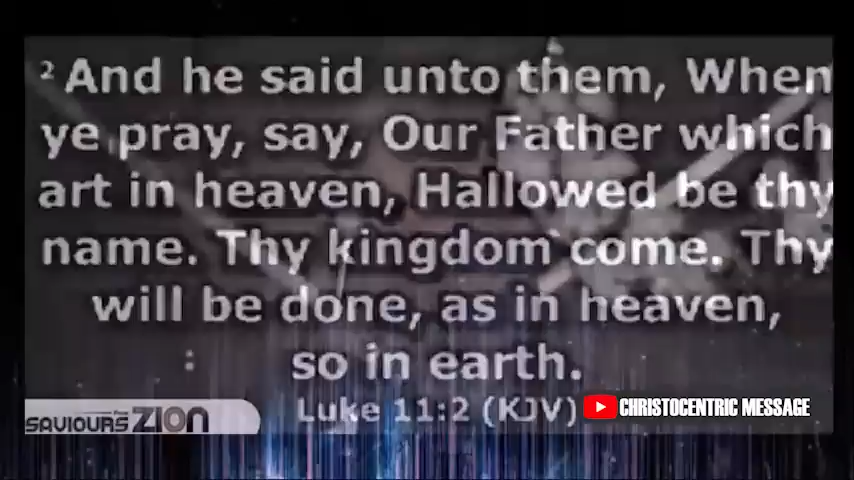 2 And he said unto them, When
ye pray, say, Our Father which
art in heaven, Hallowed be thy
name. Thy kingdom come. Thy
will be done, as in heaven,
so in earth.
Luke 11:2 (KJV)
SAVIOURS ZION
CHRISTOCENTRIC MESSAGE